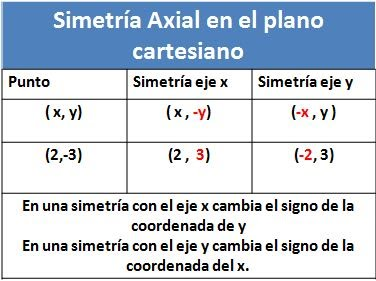 Simetría Axial en el plano
cartesiano
Punto Simetría eje x Simetría eje y
( x, y) ( x , -y) (-x , y )
(2,-3) (2 , 3) (-2, 3)
En una simetría con el eje x cambia el signo de la
coordenada de y
En una simetría con el eje y cambia el signo de la
coordenada del x.